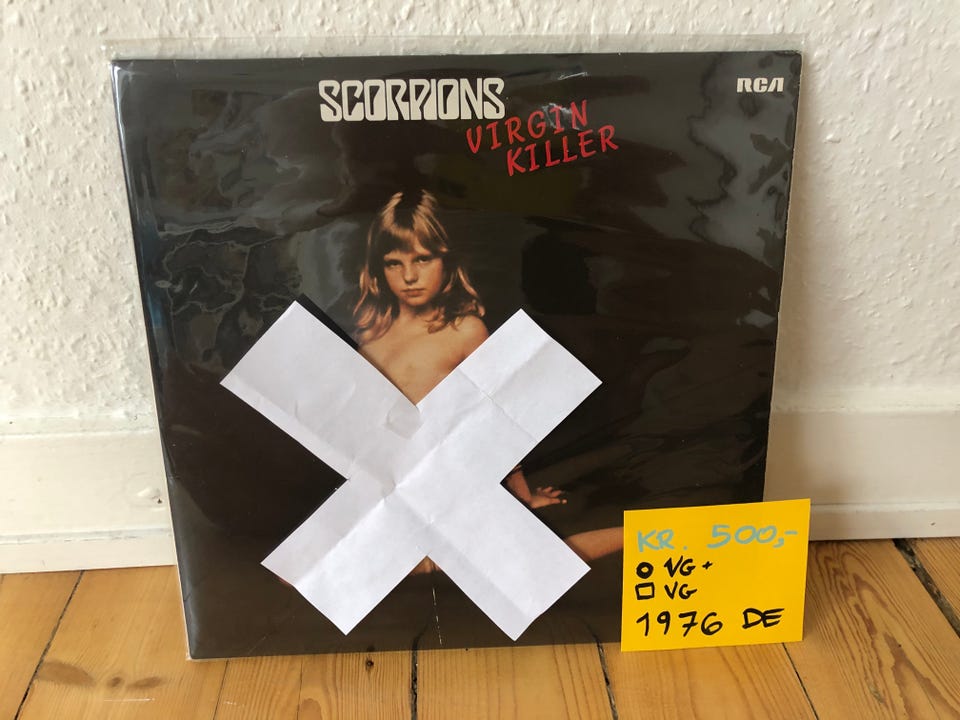 SCORPIONS
RCA
VIRGIN
KILLER
KR. 500,-
VG+
VG
1976 DE